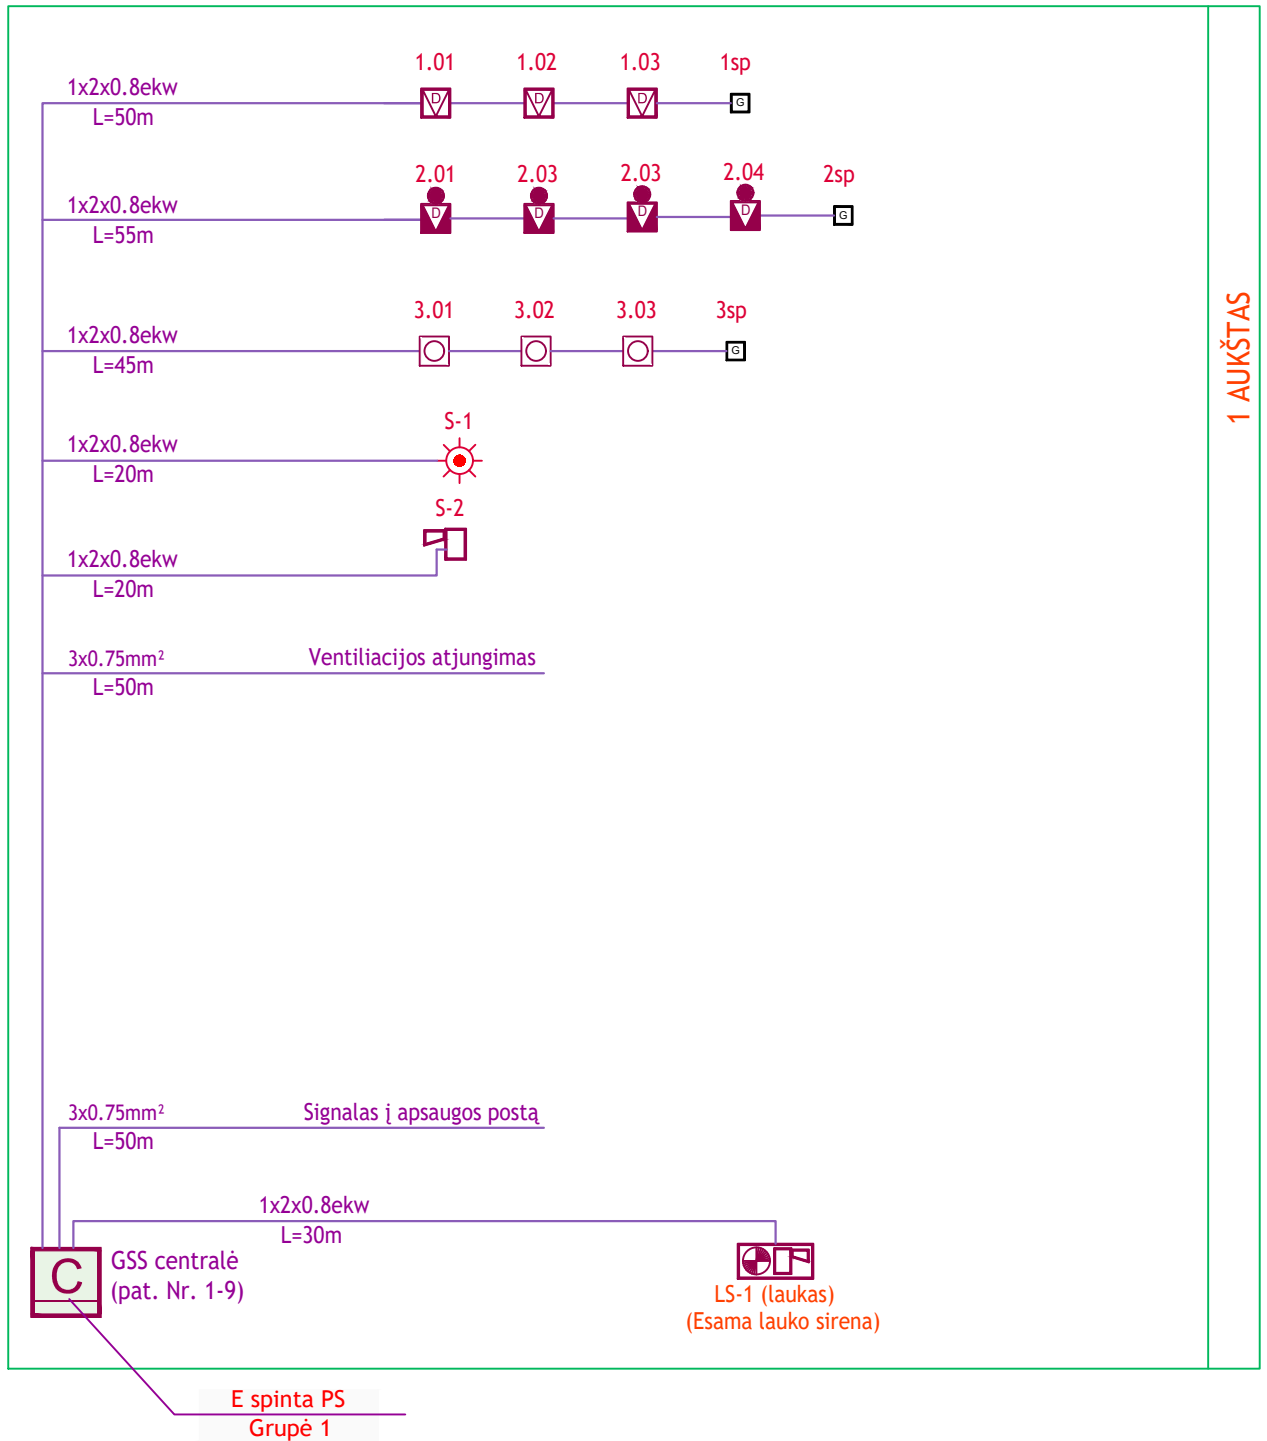 1.01 1.02 1.03 1sp
1x2x0.8ekw
D D D G
L=50m
2.01 2.03 2.03 2.04 2sp
1x2x0.8ekw
D D D D G
L=55m
3.01 3.02 3.03 3sp
1x2x0.8ekw
G
L=45m
1 AUKŠTAS
S-1
1x2x0.8ekw
L=20m
S-2
1x2x0.8ekw
L=20m
3x0.75mm² Ventiliacijos atjungimas
L=50m
3x0.75mm² Signalas į apsaugos postą
L=50m
1x2x0.8ekw
L=30m
C
GSS centralė
(pat. Nr. 1-9)
LS-1 (laukas)
(Esama lauko sirena)
E spinta PS
Grupė 1